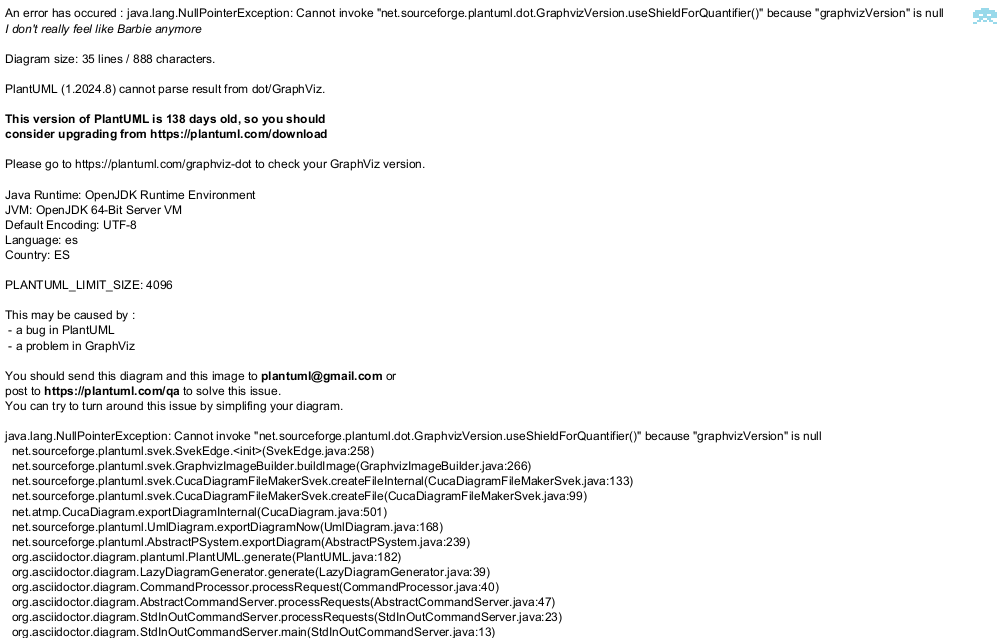 An error has occured : java.lang.NullPointerException: Cannot invoke "net.sourceforge.plantuml.dot.GraphvizVersion.useShieldForQuantifier()" because "graphvizVersion" is null
I don't really feel like Barbie anymore
Diagram size: 35 lines / 888 characters.
PlantUML (1.2024.8) cannot parse result from dot/GraphViz.
This version of PlantUML is 138 days old, so you should
consider upgrading from https://plantuml.com/download
Please go to https://plantuml.com/graphviz-dot to check your GraphViz version.
Java Runtime: OpenJDK Runtime Environment
JVM: OpenJDK 64-Bit Server VM
Default Encoding: UTF-8
Language: es
Country: ES
PLANTUML_LIMIT_SIZE: 4096
This may be caused by :
- a bug in PlantUML
- a problem in GraphViz
You should send this diagram and this image to plantuml@gmail.com or
post to https://plantuml.com/qa to solve this issue.
You can try to turn around this issue by simplifing your diagram.
java.lang.NullPointerException: Cannot invoke "net.sourceforge.plantuml.dot.GraphvizVersion.useShieldForQuantifier()" because "graphvizVersion" is null
net.sourceforge.plantuml.svek.SvekEdge.<init>(SvekEdge.java:258)
net.sourceforge.plantuml.svek.GraphvizImageBuilder.buildImage(GraphvizImageBuilder.java:266)
net.sourceforge.plantuml.svek.CucaDiagramFileMakerSvek.createFileInternal(CucaDiagramFileMakerSvek.java:133)
net.sourceforge.plantuml.svek.CucaDiagramFileMakerSvek.createFile(CucaDiagramFileMakerSvek.java:99)
net.atmp.CucaDiagram.exportDiagramInternal(CucaDiagram.java:501)
net.sourceforge.plantuml.UmlDiagram.exportDiagramNow(UmlDiagram.java:168)
net.sourceforge.plantuml.AbstractPSystem.exportDiagram(AbstractPSystem.java:239)
org.asciidoctor.diagram.plantuml.PlantUML.generate(PlantUML.java:182)
org.asciidoctor.diagram.LazyDiagramGenerator.generate(LazyDiagramGenerator.java:39)
org.asciidoctor.diagram.CommandProcessor.processRequest(CommandProcessor.java:40)
org.asciidoctor.diagram.AbstractCommandServer.processRequests(AbstractCommandServer.java:47)
org.asciidoctor.diagram.StdInOutCommandServer.processRequests(StdInOutCommandServer.java:23)
org.asciidoctor.diagram.StdInOutCommandServer.main(StdInOutCommandServer.java:13)